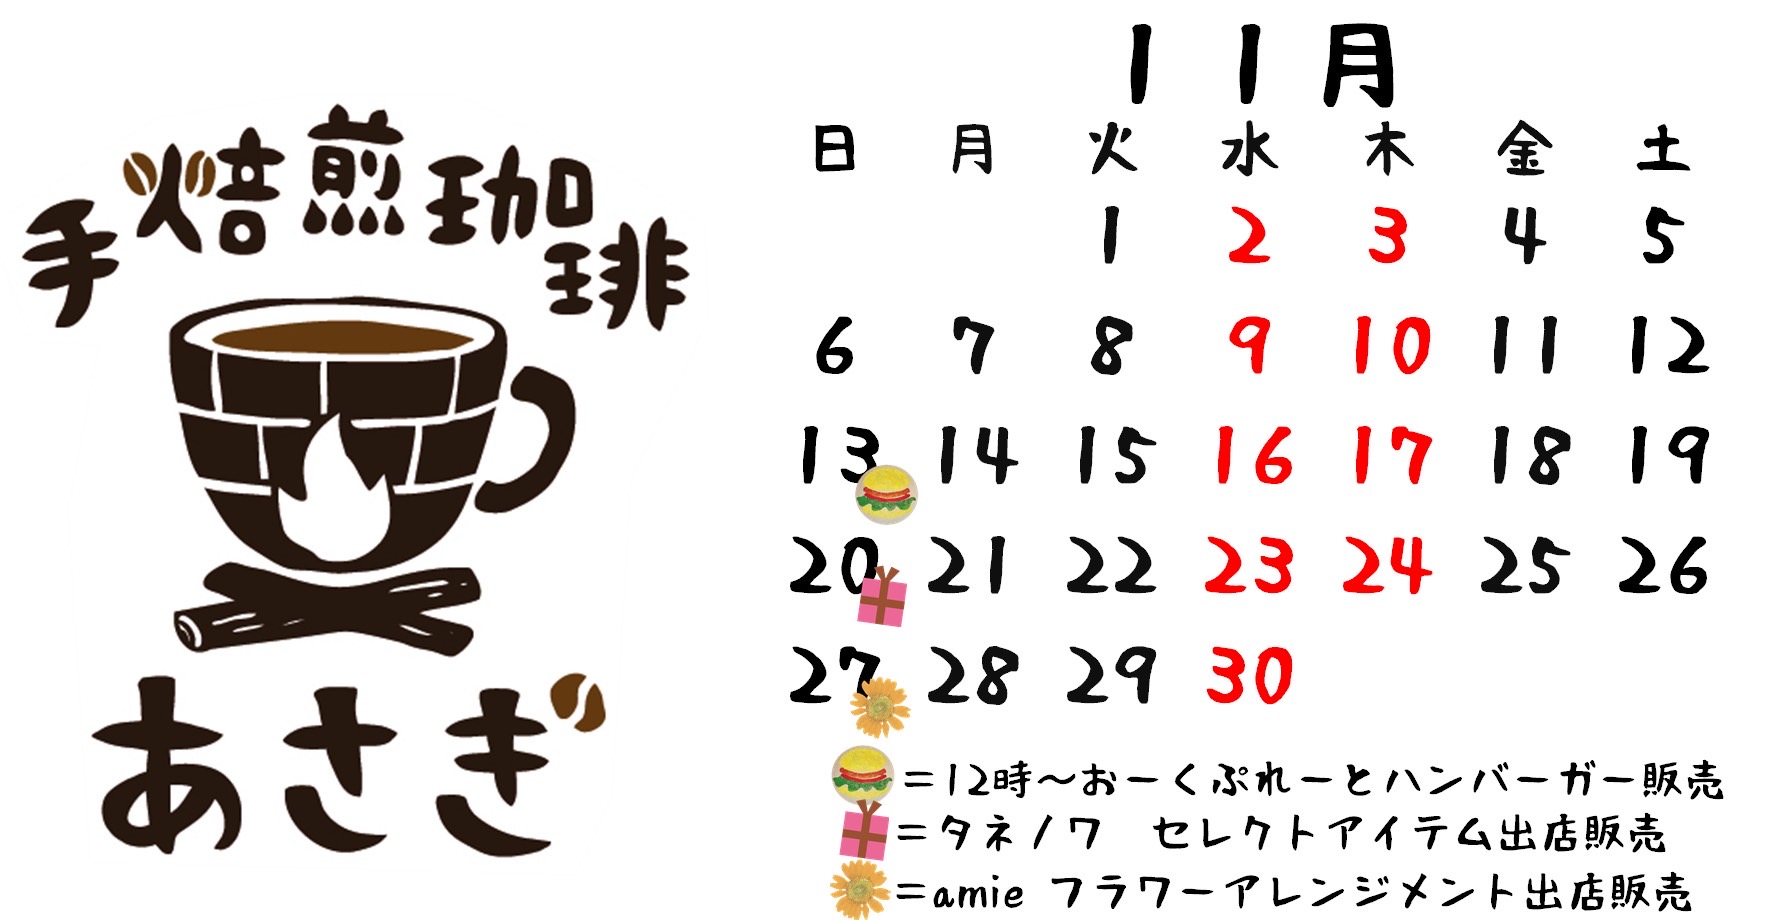 手焙煎珈琲
あさぎ
11月
日 月 火 水 木 金 土
1 2 3 4 5
6 7 8 9 10 11 12
13 14 15 16 17 18 19
20 21 22 23 24 25 26
27 28 29 30
=12時〜おーくぷれーとハンバーガー販売
=タネノワ セレクトアイテム出店販売
=amie フラワーアレンジメント出店販売